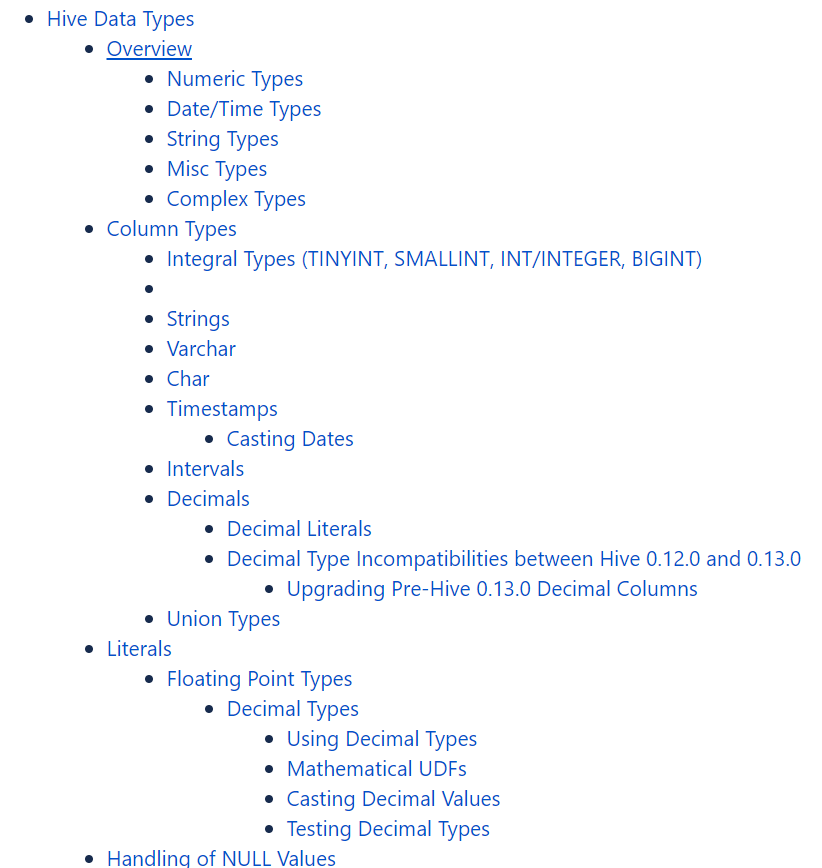 Hive Data Types
Overview
Numeric Types
Date/Time Types
String Types
Misc Types
Complex Types
Column Types
Integral Types (TINYINT, SMALLINT, INT/INTEGER, BIGINT)
Strings
Varchar
Char
Timestamps
Casting Dates
Intervals
Decimals
Decimal Literals
Decimal Type Incompatibilities between Hive 0.12.0 and 0.13.0
Upgrading Pre-Hive 0.13.0 Decimal Columns
Union Types
Literals
Floating Point Types
Decimal Types
Using Decimal Types
Mathematical UDFs
Casting Decimal Values
Testing Decimal Types
Handling of NULL Values